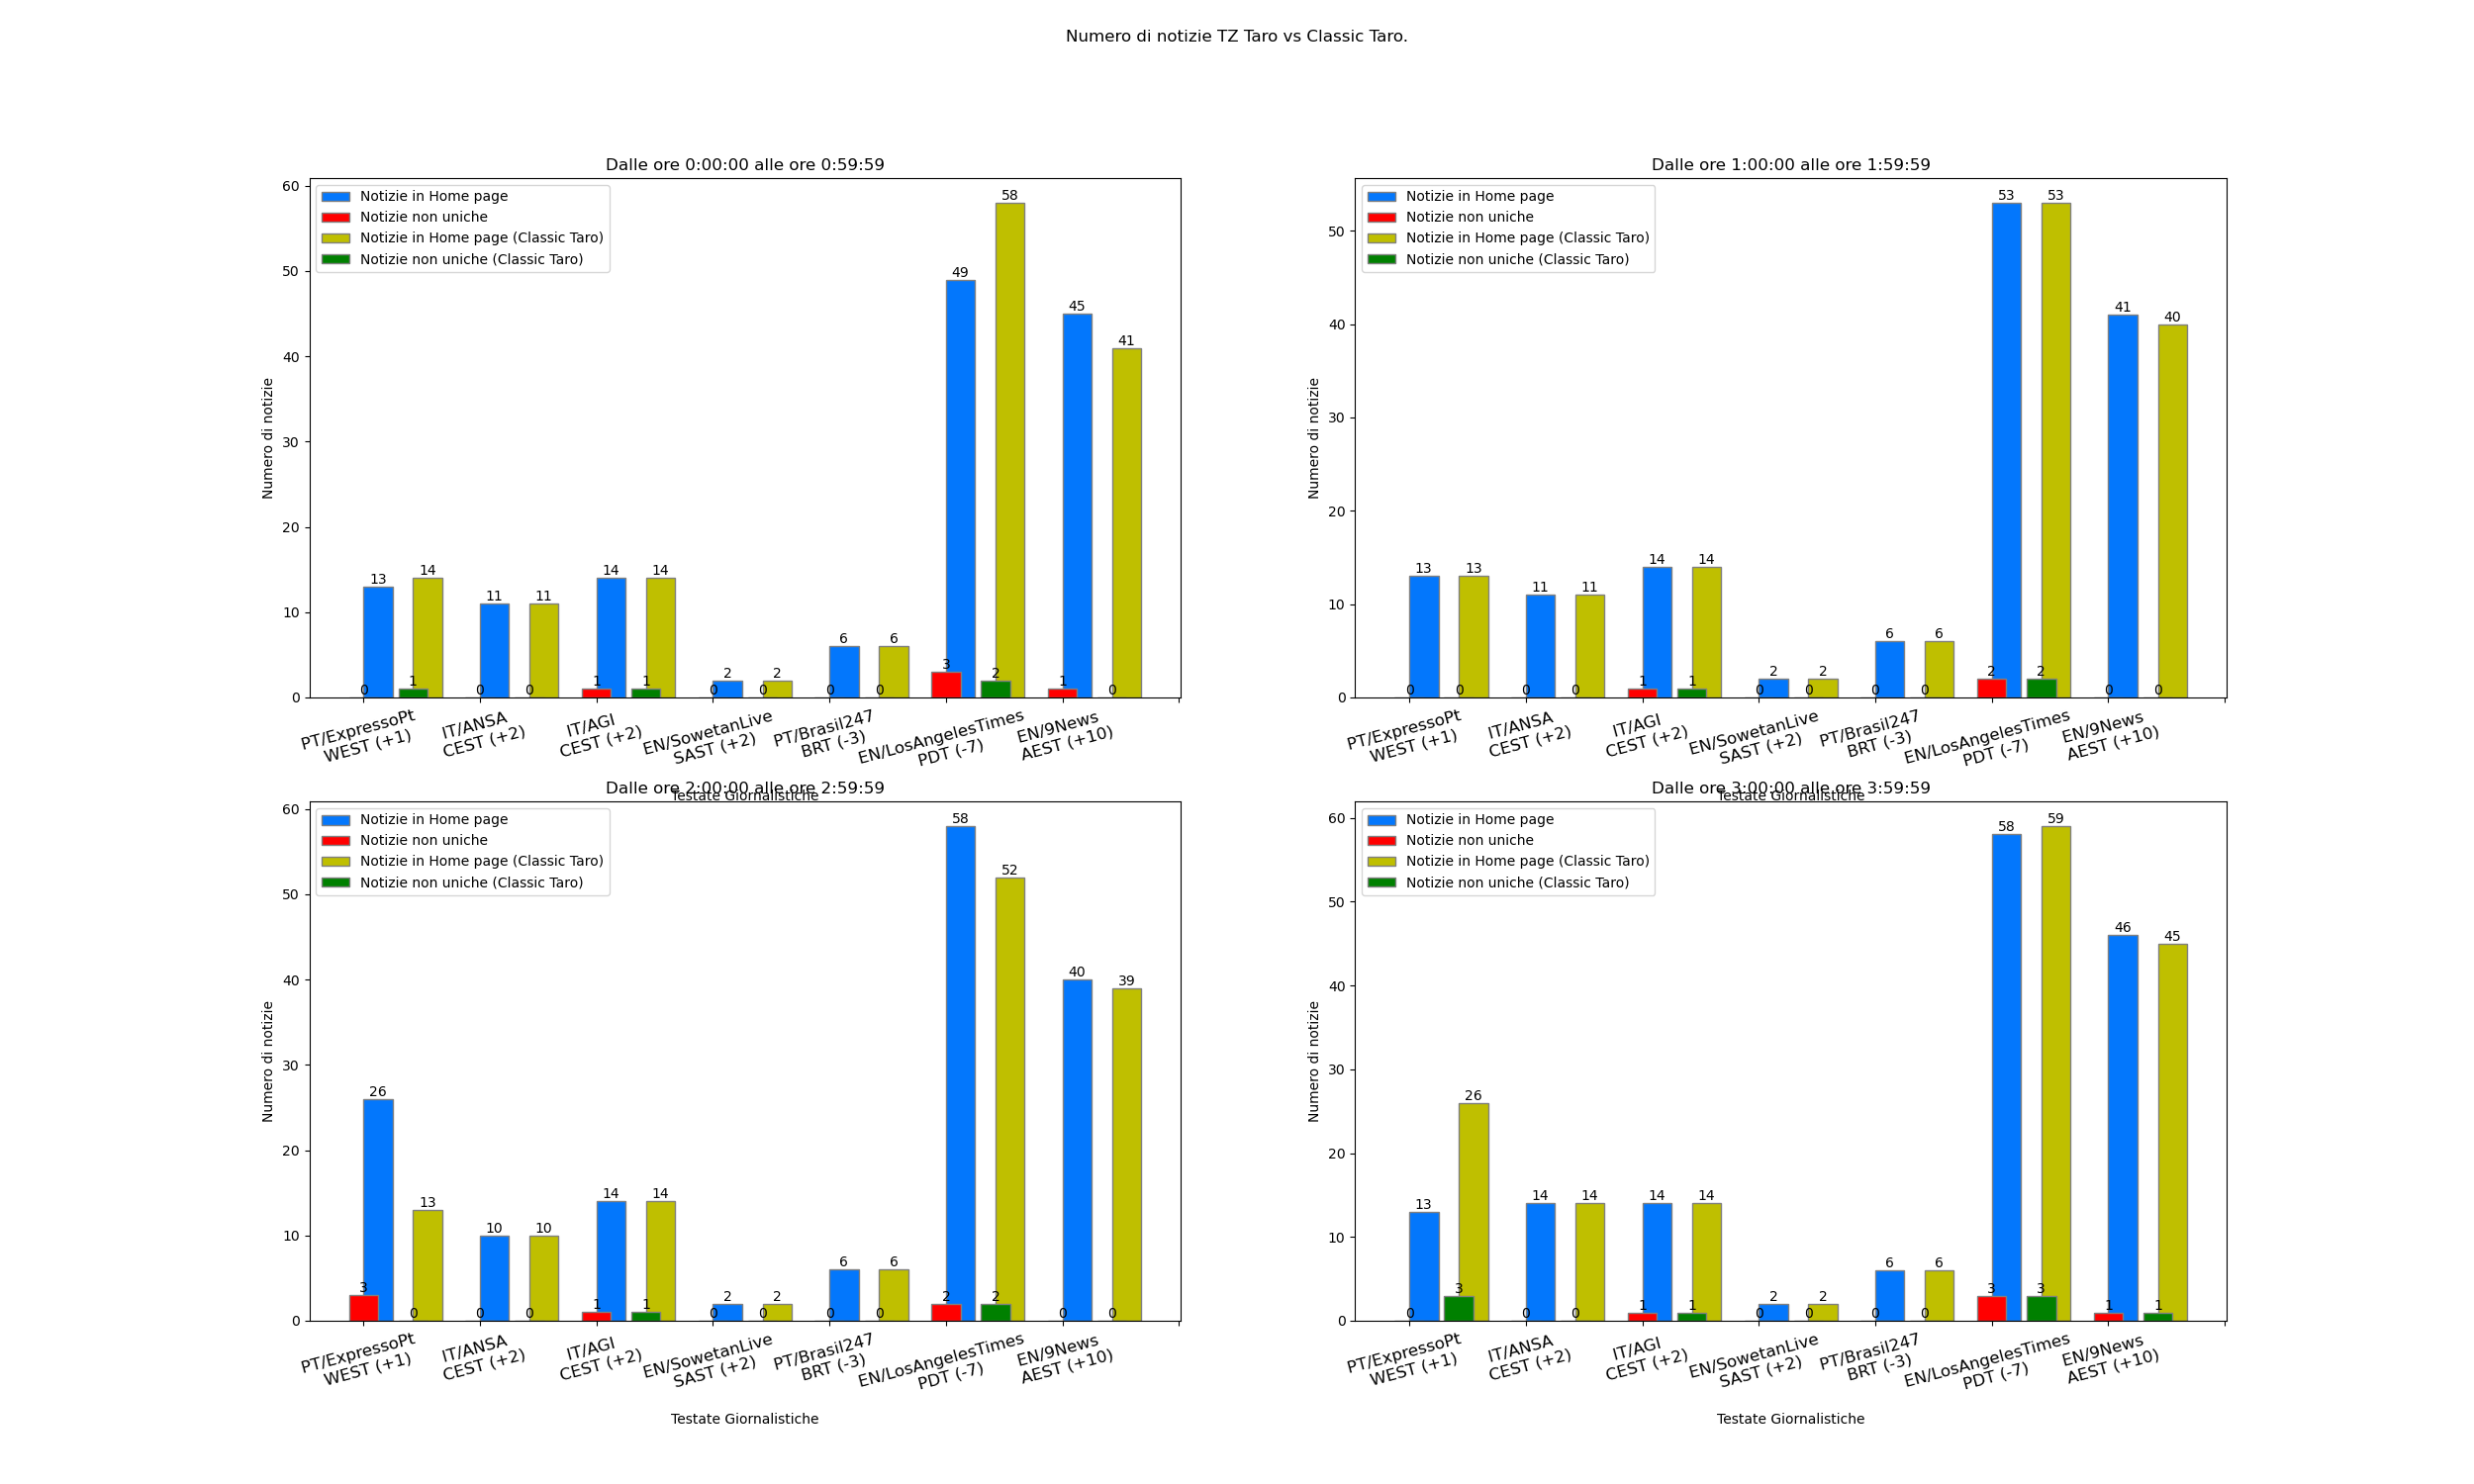 Numero di notizie TZ Taro vs Classic Taro.
Dalle ore 0:00:00 alle ore 0:59:59
Numero di notizie
60
50
40
30
20
10
0
Notizie in Home page
Notizie non uniche
Notizie in Home page (Classic Taro)
Notizie non uniche (Classic Taro)
13 14 11 11 14 14 2 2 6 6 49 58 45 41
0 1 0 0 1 1 0 0 0 0 3 2 1 0
PT/ExpressoPt
WEST (+1)
IT/ANSA
CEST (+2)
IT/AGI
CEST (+2)
EN/SowetanLive
SAST (+2)
PT/Brasil247
BRT (-3)
EN/LosAngelesTimes
PDT (-7)
EN/9News
AEST (+10)
Testate Giornalistiche
Dalle ore 1:00:00 alle ore 1:59:59
Numero di notizie
50
40
30
20
10
0
Notizie in Home page
Notizie non uniche
Notizie in Home page (Classic Taro)
Notizie non uniche (Classic Taro)
13 13 11 11 14 14 2 2 6 6 53 53 41 40
0 0 0 0 1 1 0 0 0 0 2 2 0 0
PT/ExpressoPt
WEST (+1)
IT/ANSA
CEST (+2)
IT/AGI
CEST (+2)
EN/SowetanLive
SAST (+2)
PT/Brasil247
BRT (-3)
EN/LosAngelesTimes
PDT (-7)
EN/9News
AEST (+10)
Testate Giornalistiche
Dalle ore 2:00:00 alle ore 2:59:59
Numero di notizie
60
50
40
30
20
10
0
Notizie in Home page
Notizie non uniche
Notizie in Home page (Classic Taro)
Notizie non uniche (Classic Taro)
26 13 10 10 14 14 2 2 6 6 58 52 40 39
3 0 0 0 1 1 0 0 0 0 2 2 0 0
PT/ExpressoPt
WEST (+1)
IT/ANSA
CEST (+2)
IT/AGI
CEST (+2)
EN/SowetanLive
SAST (+2)
PT/Brasil247
BRT (-3)
EN/LosAngelesTimes
PDT (-7)
EN/9News
AEST (+10)
Testate Giornalistiche
Dalle ore 3:00:00 alle ore 3:59:59
Numero di notizie
60
50
40
30
20
10
0
Notizie in Home page
Notizie non uniche
Notizie in Home page (Classic Taro)
Notizie non uniche (Classic Taro)
13 26 14 14 14 14 2 2 6 6 58 59 46 45
0 3 0 0 1 1 0 0 0 0 3 3 1 1
PT/ExpressoPt
WEST (+1)
IT/ANSA
CEST (+2)
IT/AGI
CEST (+2)
EN/SowetanLive
SAST (+2)
PT/Brasil247
BRT (-3)
EN/LosAngelesTimes
PDT (-7)
EN/9News
AEST (+10)
Testate Giornalistiche